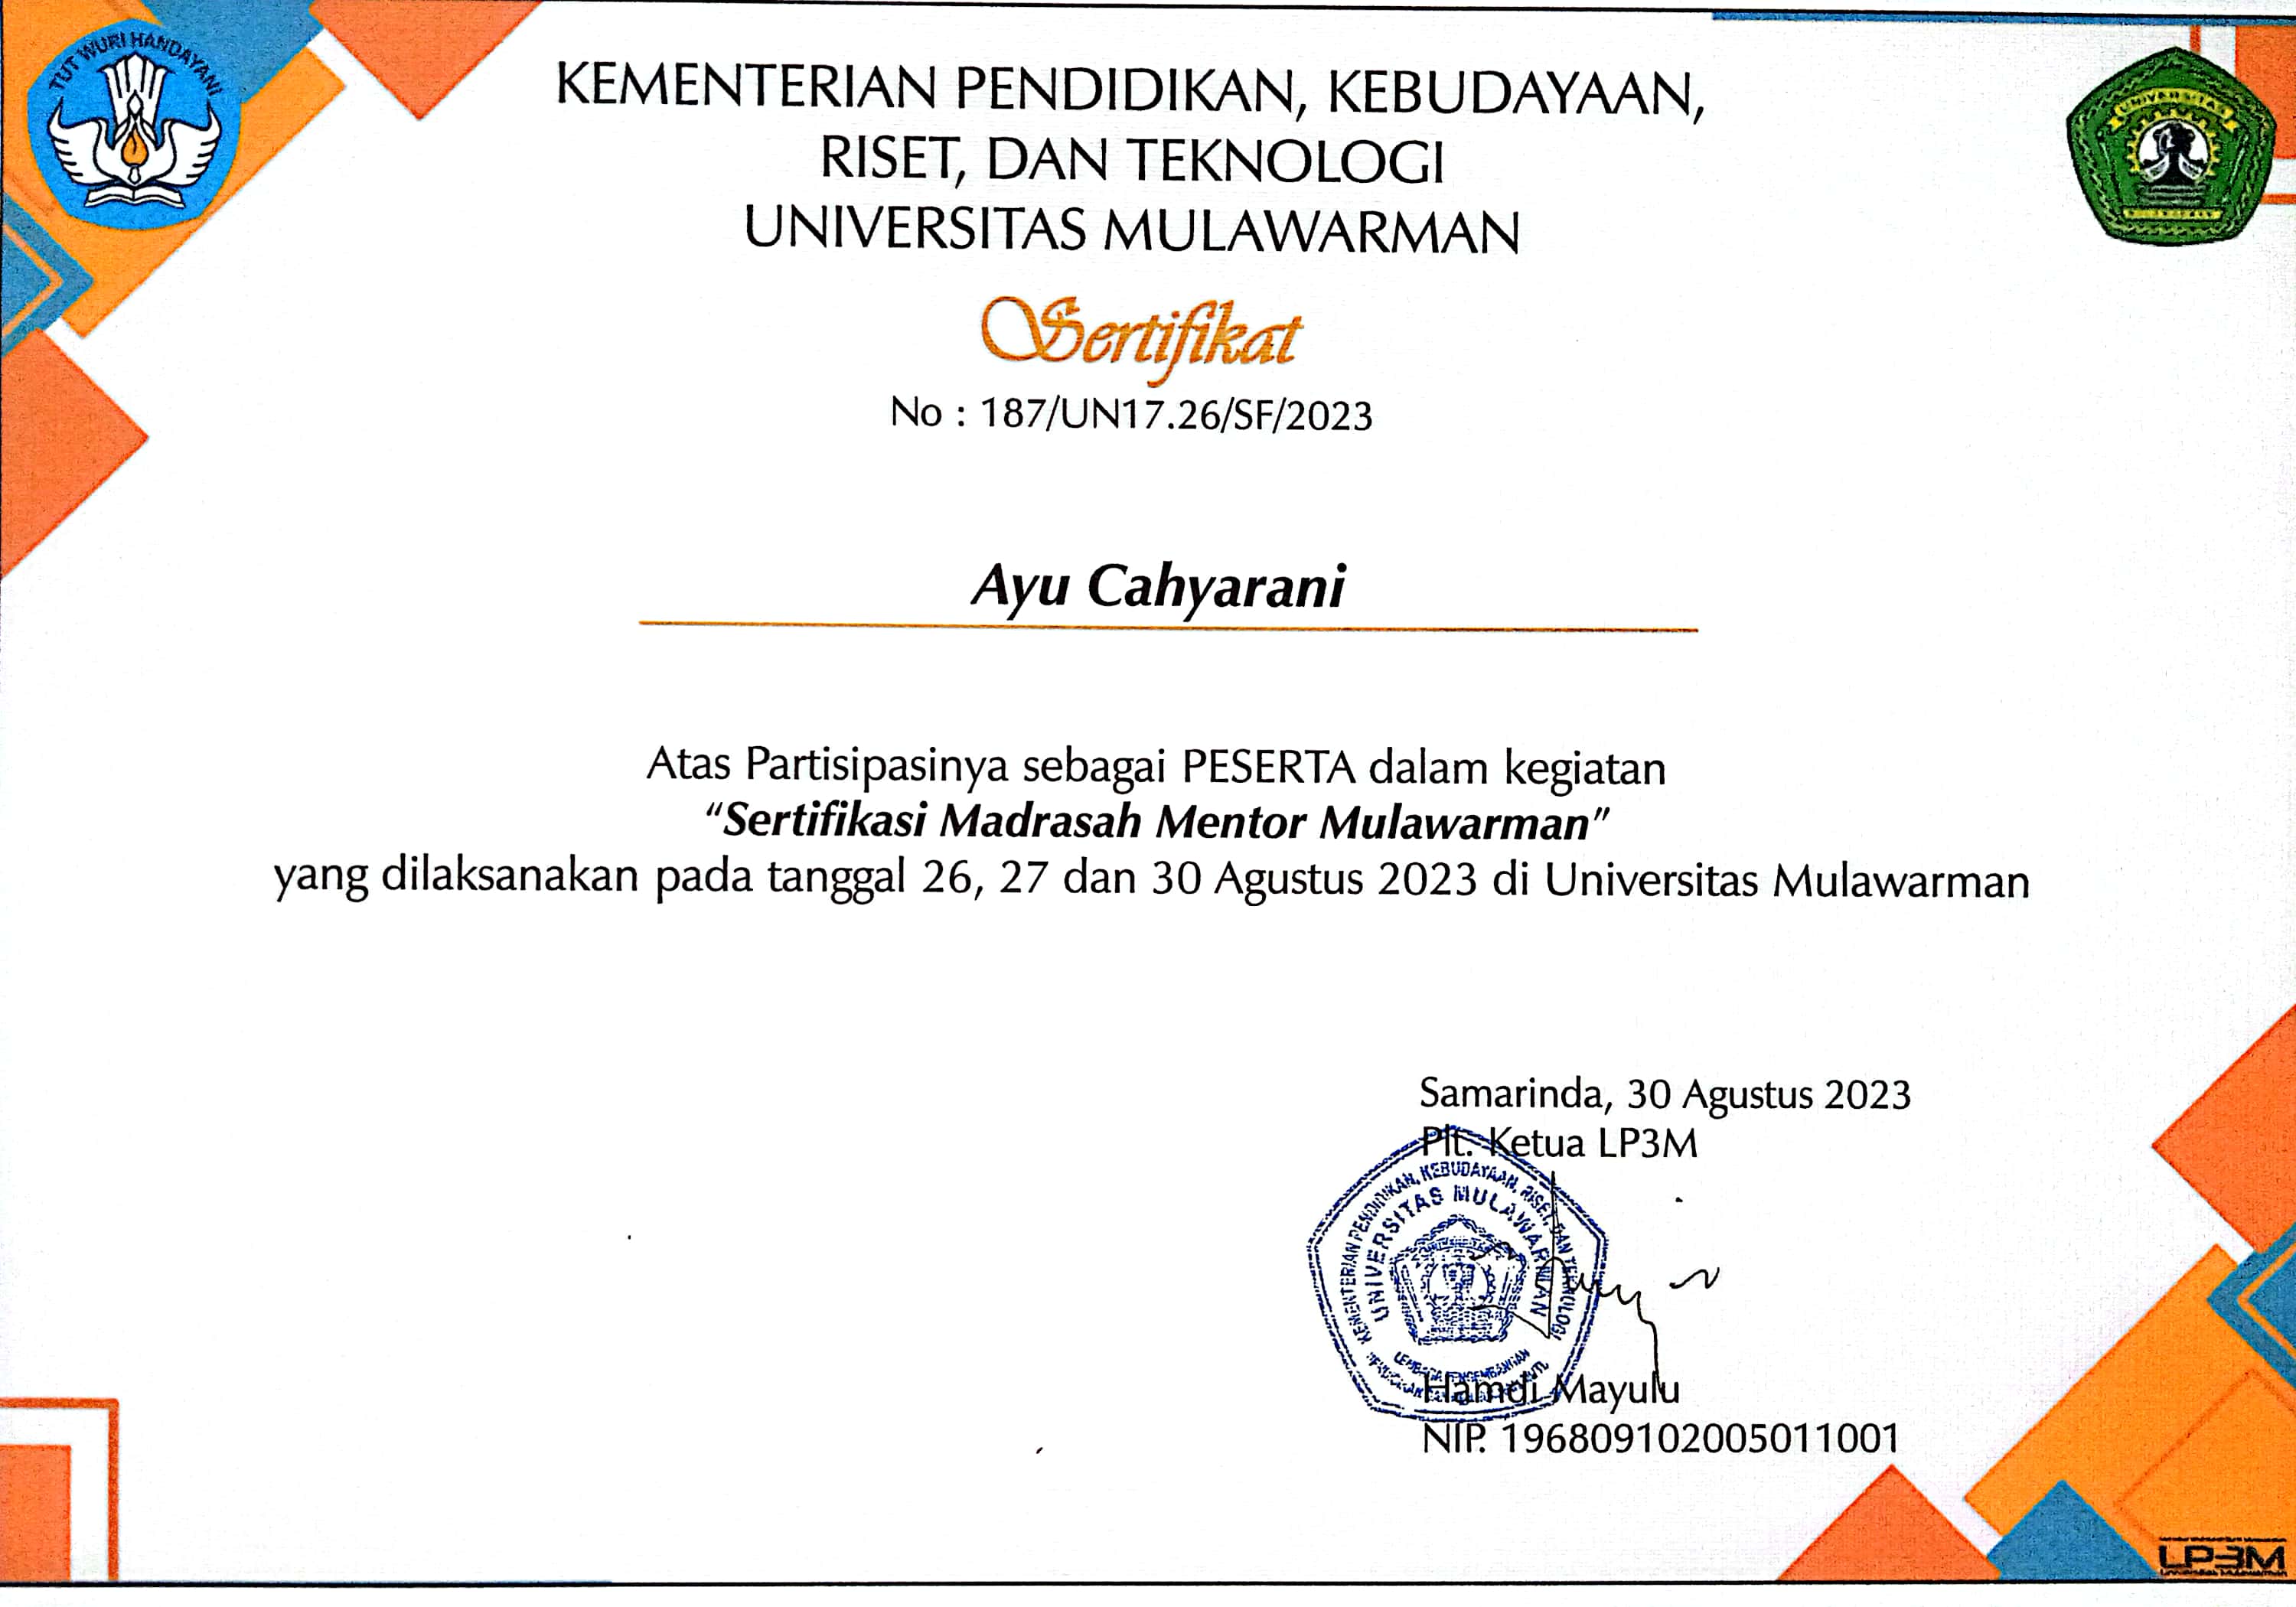 TUT WURI HANDAYANI
UNIVERSITAS
KEMENTERIAN PENDIDIKAN, KEBUDAYAAN,
RISET, DAN TEKNOLOGI
UNIVERSITAS MULAWARMAN
Sertifikat
No : 187/UN17.26/SF/2023
Ayu Cahyarani
Atas Partisipasinya sebagai PESERTA dalam kegiatan
“Sertifikasi Madrasah Mentor Mulawarman”
yang dilaksanakan pada tanggal 26, 27 dan 30 Agustus 2023 di Universitas Mulawarman
Samarinda, 30 Agustus 2023
Plt. Ketua LP3M
KEMENTERIAN PENDIDIKAN, KEBUDAYAAN, RISET, DAN TEKNOLOGI
UNIVERSITAS MULAWARMAN
LEMBAGA PENGEMBANGAN
Hamdi Mayulu
NIP. 196809102005011001
LP3M
Universitas Mulawarman